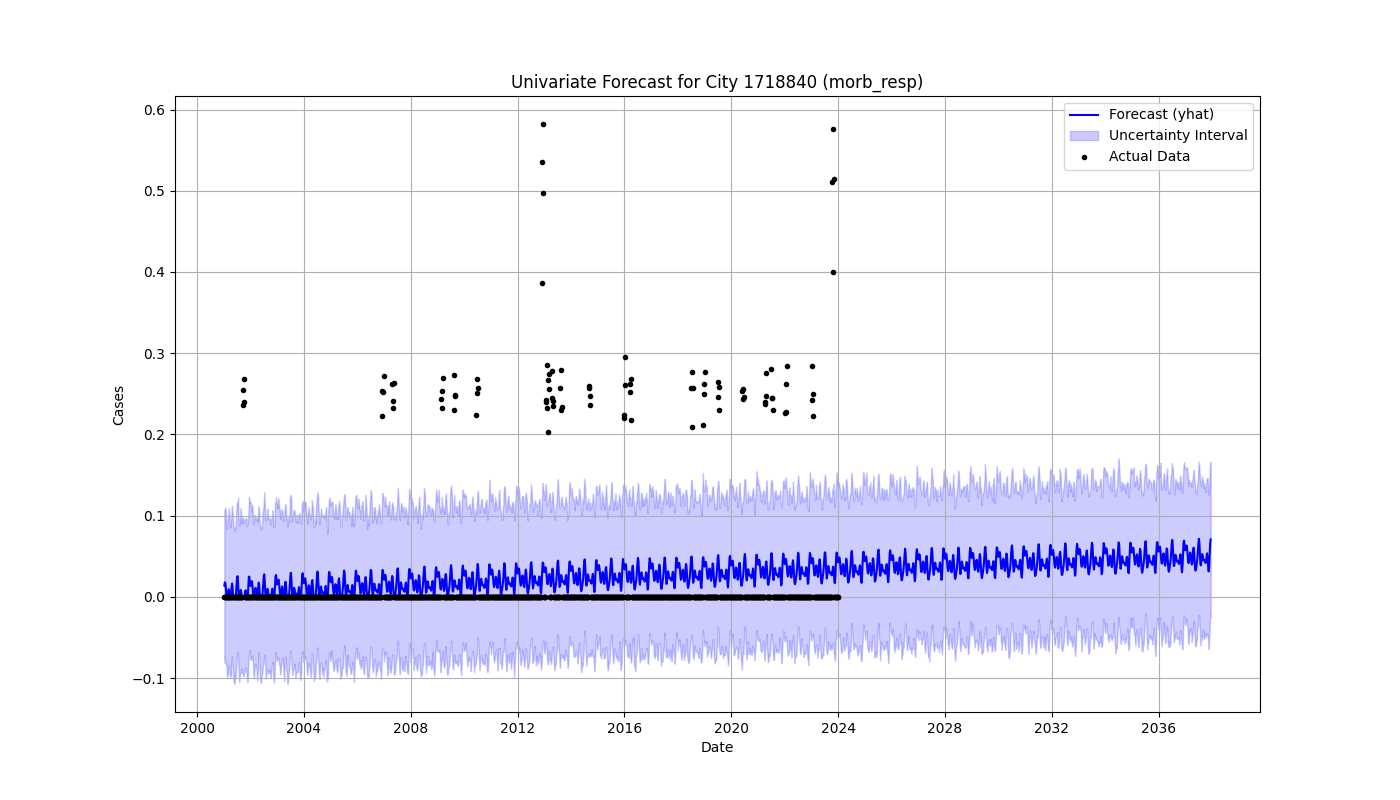 Univariate Forecast for City 1718840 (morb_resp)
Forecast (yhat)
Uncertainty Interval
Actual Data
Cases
0.6
0.5
0.4
0.3
0.2
0.1
0.0
−0.1
2000 2004 2008 2012 2016 2020 2024 2028 2032 2036
Date